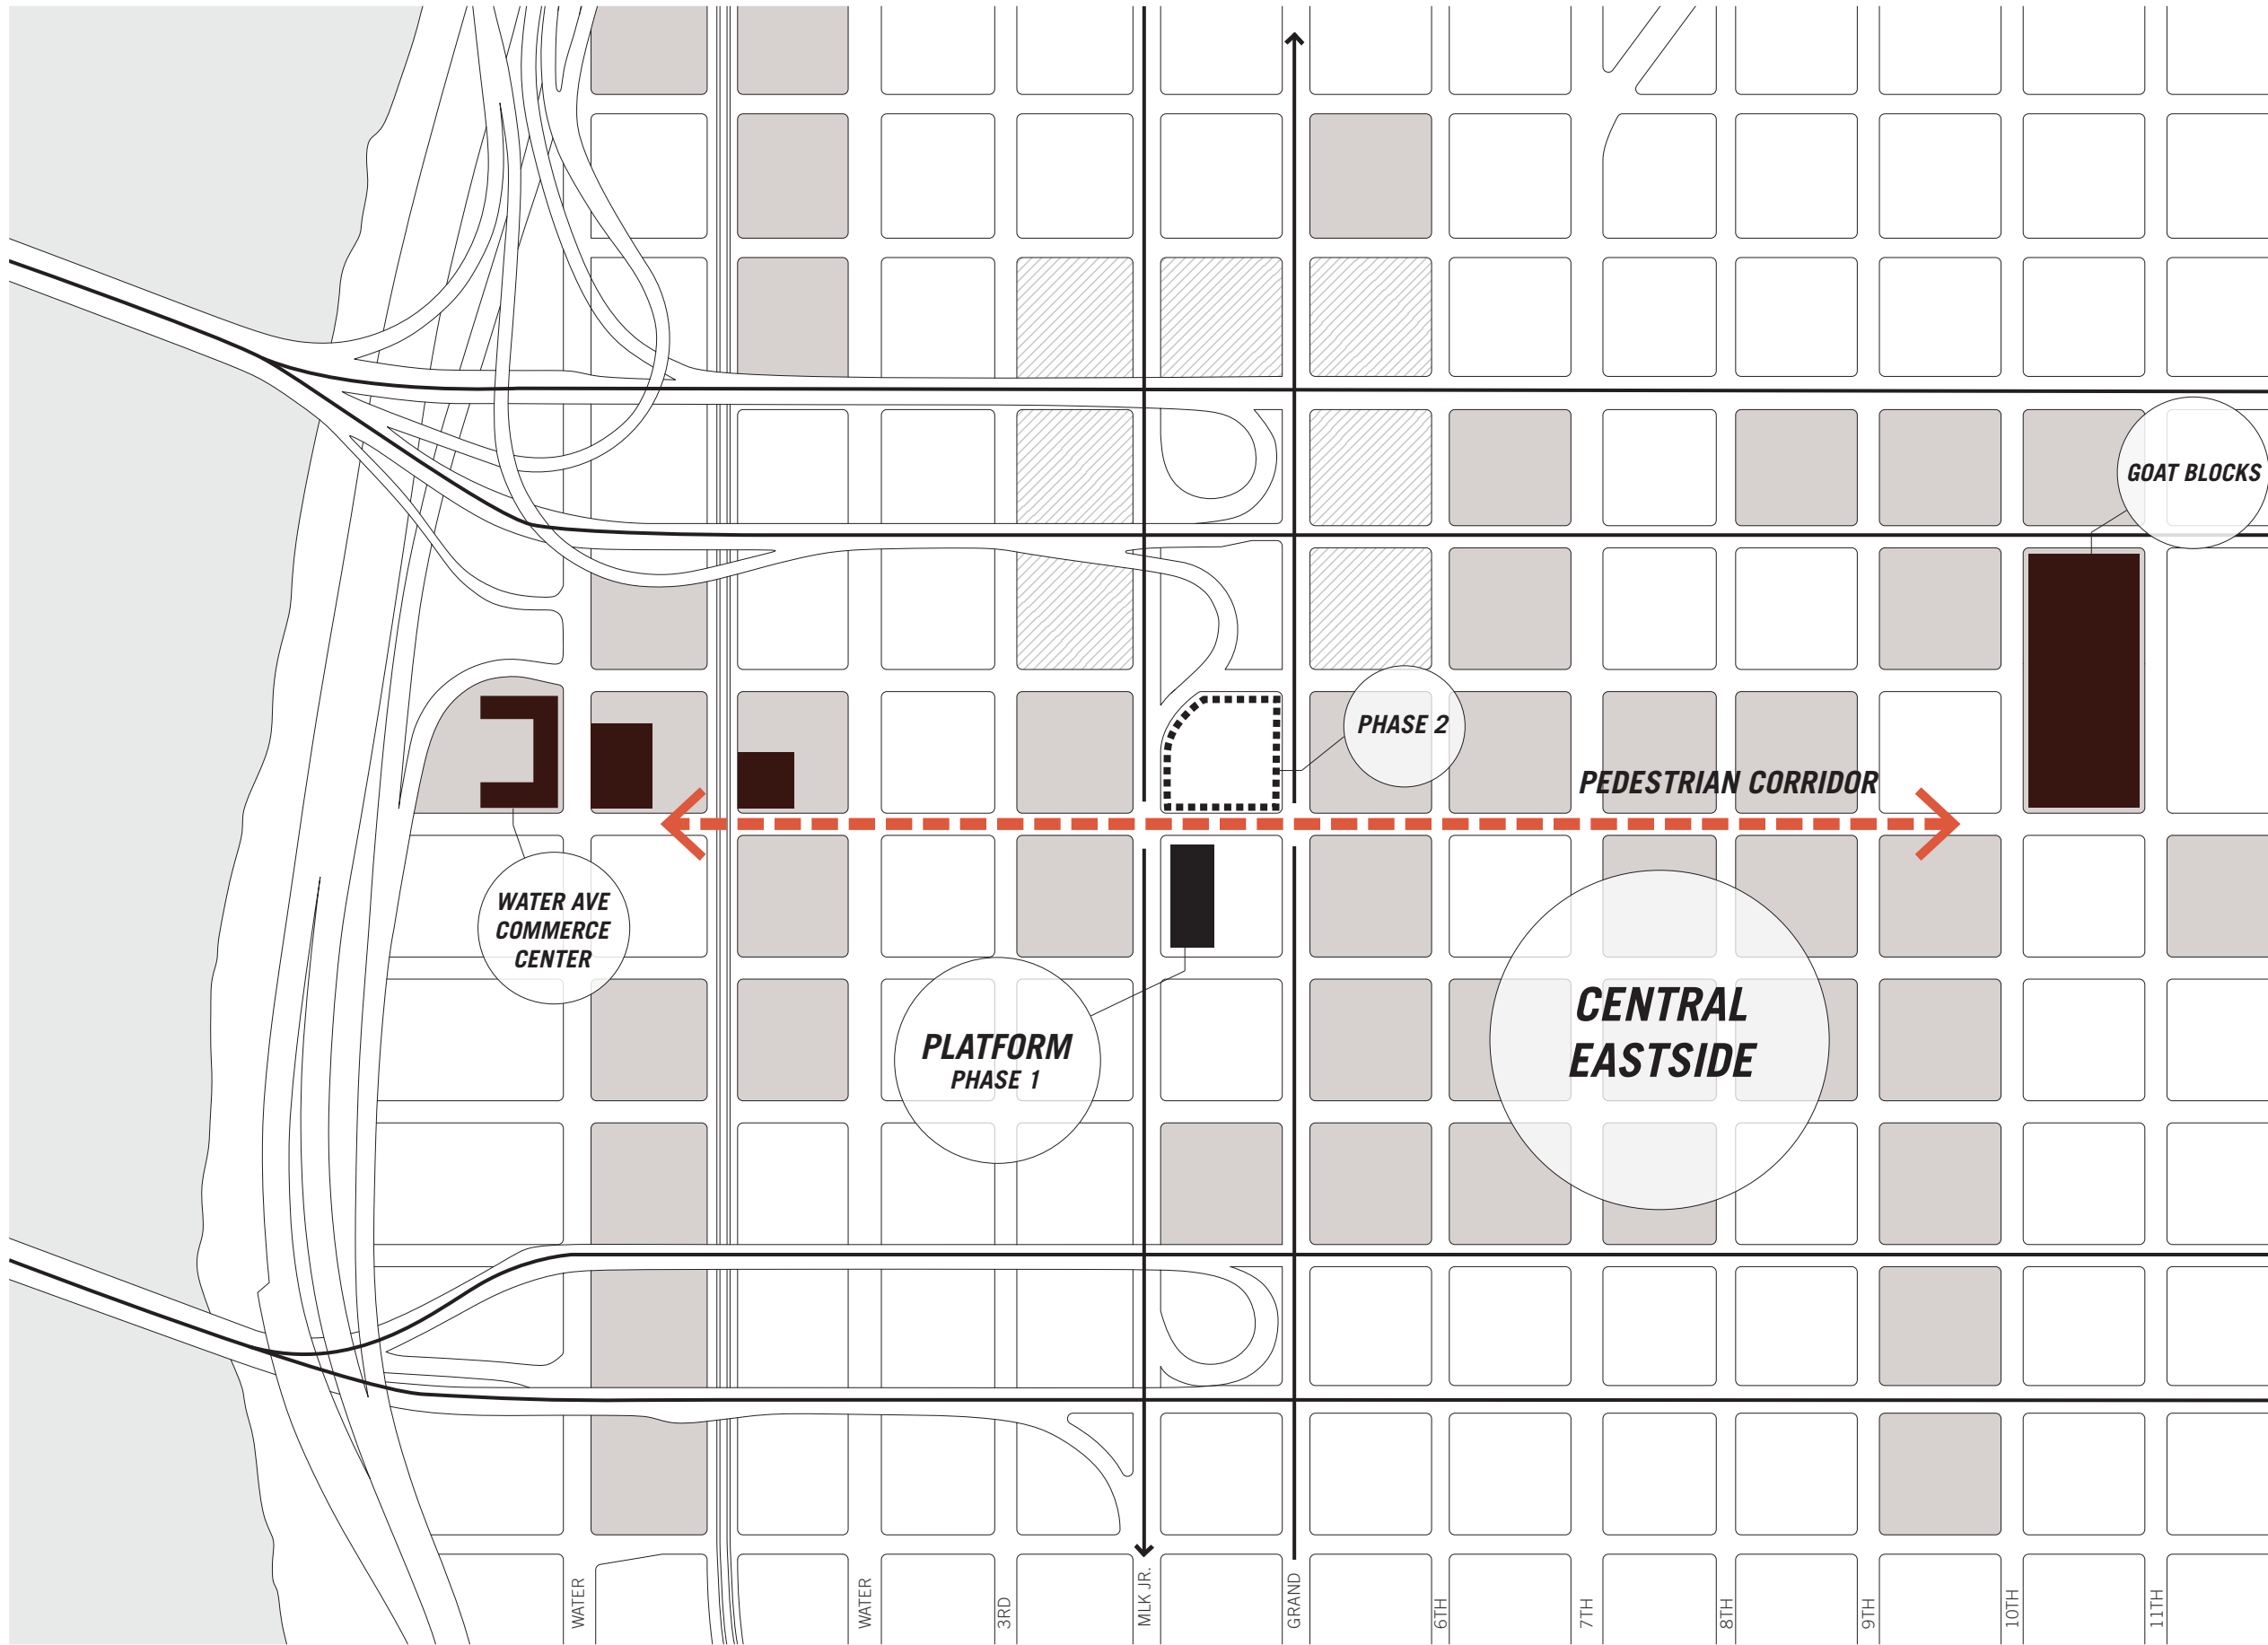 GOAT BLOCKS
PHASE 2
PEDESTRIAN CORRIDOR
WATER AVE
COMMERCE
CENTER
PLATFORM
PHASE 1
CENTRAL
EASTSIDE
WATER
WATER
3RD
MLK JR.
GRAND
6TH
7TH
8TH
9TH
10TH
11TH